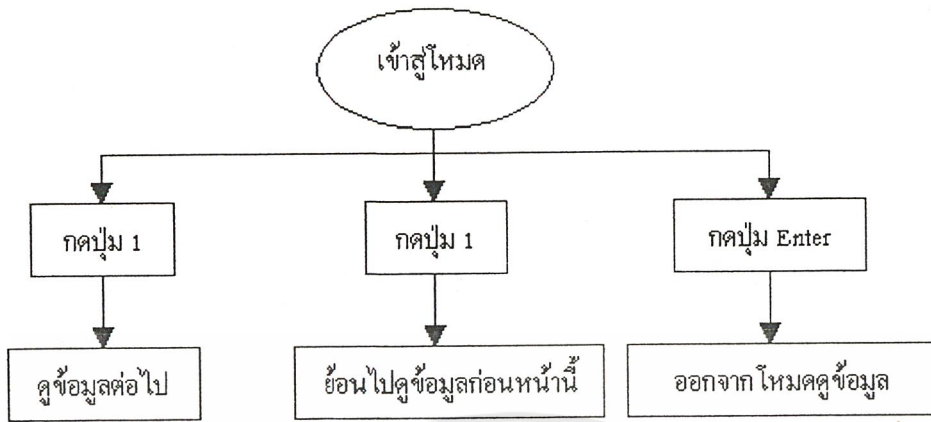 เข้าสู่โหมด
กดปุ่ม 1
กดปุ่ม 1
กดปุ่ม Enter
ดูข้อมูลต่อไป
ย้อนไปดูข้อมูลก่อนหน้านี้
ออกจากโหมดดูข้อมูล